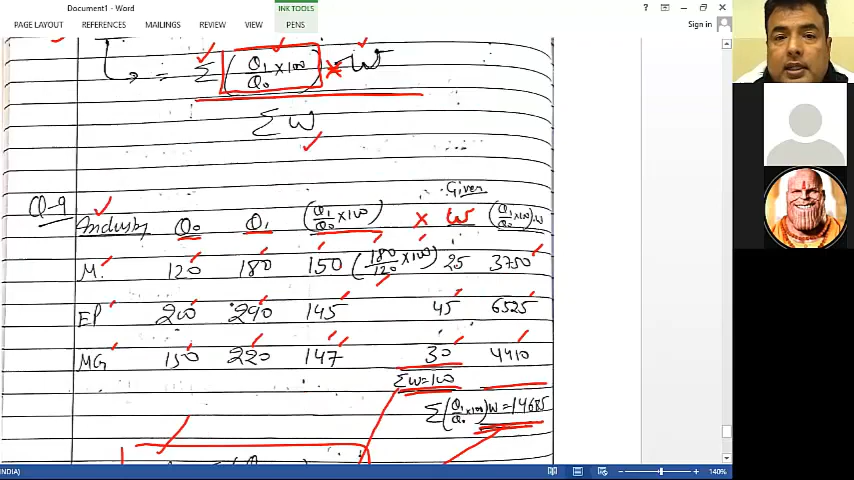 Document1 - Word
INK TOOLS
PAGE LAYOUT REFERENCES MAILINGS REVIEW VIEW PENS
Sign in
= Σ (Q1/Q0 × 100) × W
ΣW
Q-9
Given
Industry Q0 Q1 (Q1/Q0 × 100) × W (Q1/Q0 × 100).W
M. 120 180 150 (180/120 × 100) 25 3750
EP 200 290 145 45 6525
MG 150 220 147 30 4410
ΣW = 100
Σ(Q1/Q0 × 100)W = 14685
INDIA)
140%